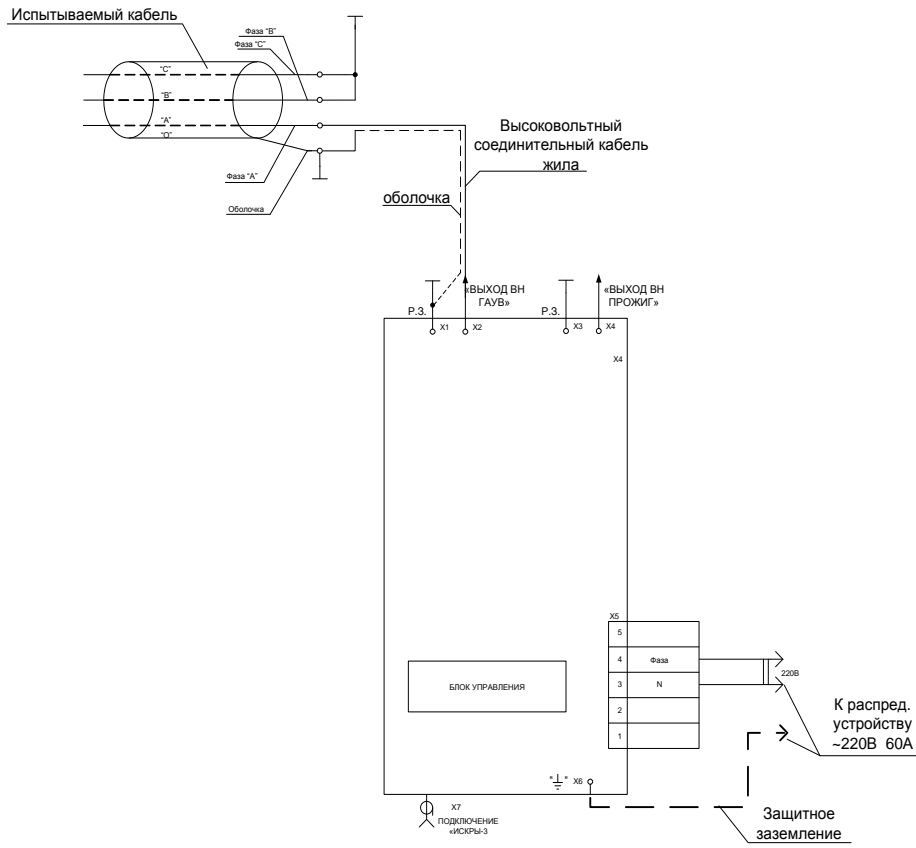 Испытываемый кабель
Фаза "В"
Фаза "С"
"С"
"В"
"А"
"О"
Фаза "А"
Оболочка
Высоковольтный
соединительный кабель
жила
оболочка
«ВЫХОД ВН
ГАУВ»
«ВЫХОД ВН
ПРОЖИГ»
Р.З.
Х1
Х2
Р.З.
Х3
Х4
Х4
Х5
5
4
Фаза
3
N
2
1
220В
БЛОК УПРАВЛЕНИЯ
К распред.
устройству
~220В 60А
" " Х6
Х7
ПОДКЛЮЧЕНИЕ
«ИСКРЫ-3
Защитное
заземление